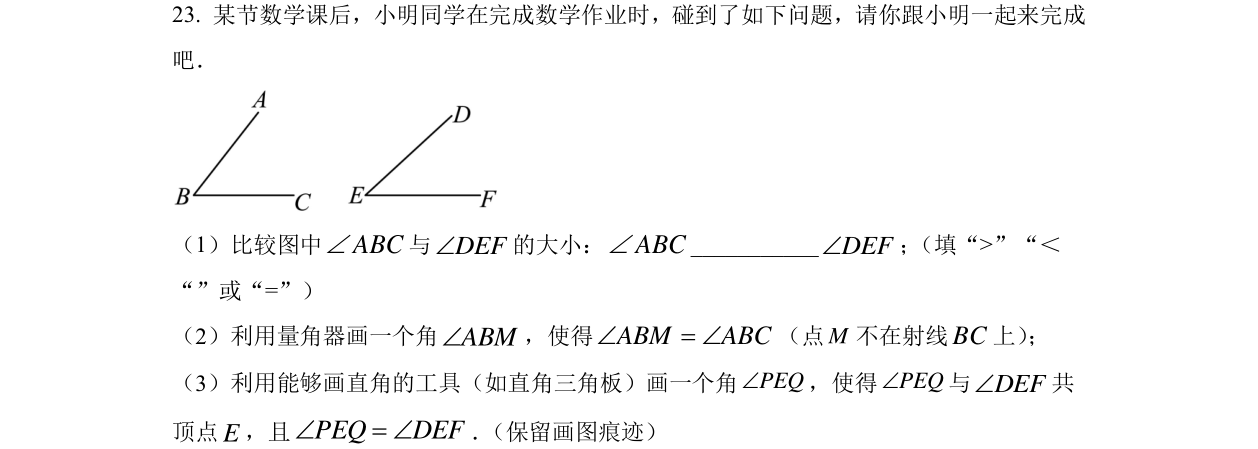 23. 某节数学课后，小明同学在完成数学作业时，碰到了如下问题，请你跟小明一起来完成
吧．
A
D
B
C
E
F
（1）比较图中∠ABC与∠DEF的大小：∠ABC ___________∠DEF；（填“>”“＜
“”或“=”）
（2）利用量角器画一个角∠ABM，使得∠ABM = ∠ABC（点M不在射线BC上）；
（3）利用能够画直角的工具（如直角三角板）画一个角∠PEQ，使得∠PEQ与∠DEF共
顶点E，且∠PEQ = ∠DEF．（保留画图痕迹）